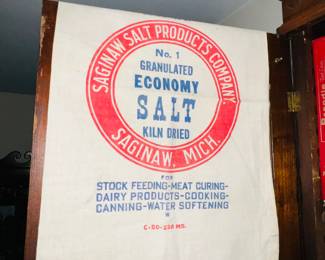 SAGINAW SALT PRODUCTS COMPANY
No. 1
GRANULATED
ECONOMY
SALT
KILN DRIED
SAGINAW, MICH.
FOR
STOCK FEEDING-MEAT CURING-
DAIRY PRODUCTS-COOKING-
CANNING-WATER SOFTENING